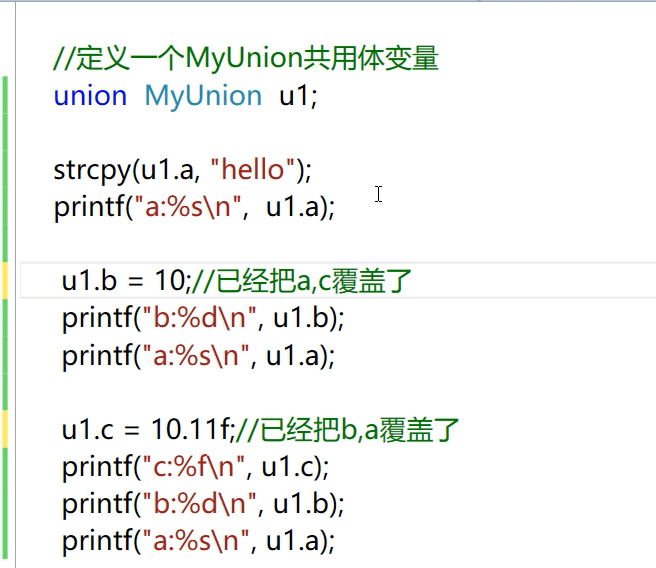 //定义一个MyUnion共用体变量
union MyUnion u1;
strcpy(u1.a, "hello");
printf("a:%s\n", u1.a);
u1.b = 10;//已经把a,c覆盖了
printf("b:%d\n", u1.b);
printf("a:%s\n", u1.a);
u1.c = 10.11f;//已经把b,a覆盖了
printf("c:%f\n", u1.c);
printf("b:%d\n", u1.b);
printf("a:%s\n", u1.a);